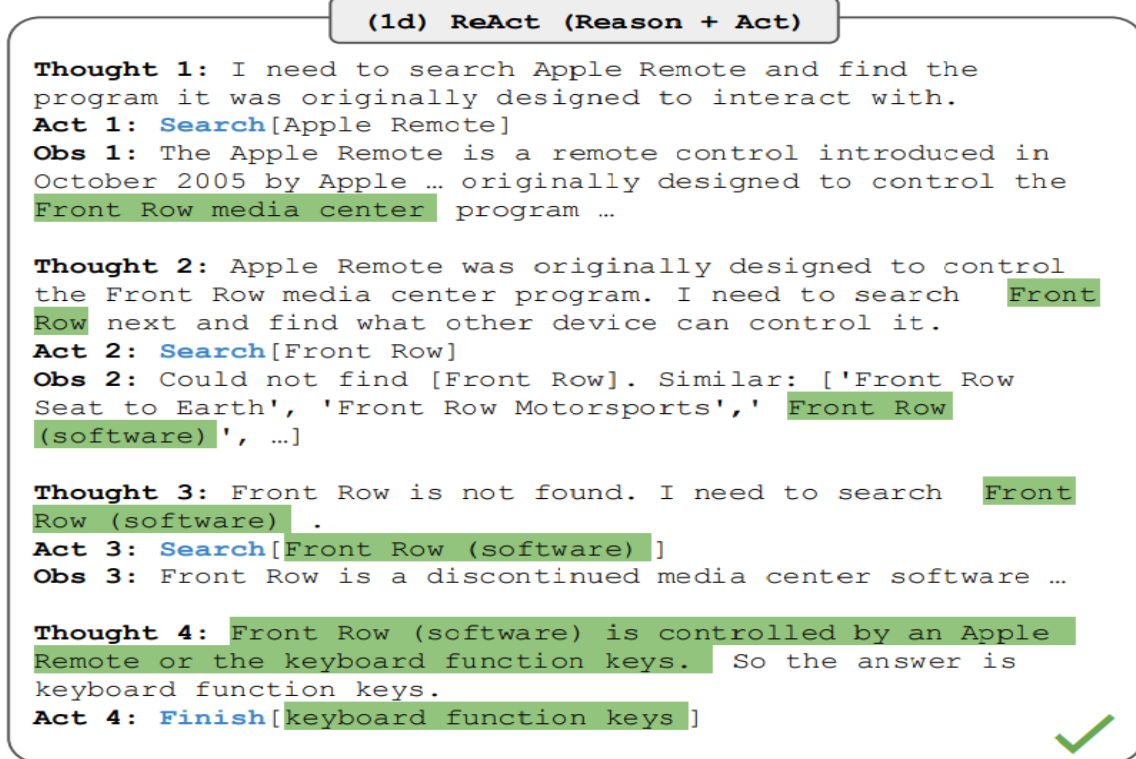 (1d) ReAct (Reason + Act)
Thought 1: I need to search Apple Remote and find the
program it was originally designed to interact with.
Act 1: Search[Apple Remote]
Obs 1: The Apple Remote is a remote control introduced in
October 2005 by Apple … originally designed to control the
Front Row media center program …
Thought 2: Apple Remote was originally designed to control
the Front Row media center program. I need to search Front
Row next and find what other device can control it.
Act 2: Search[Front Row]
Obs 2: Could not find [Front Row]. Similar: ['Front Row
Seat to Earth', 'Front Row Motorsports',' Front Row
(software) ', …]
Thought 3: Front Row is not found. I need to search Front
Row (software) .
Act 3: Search[Front Row (software) ]
Obs 3: Front Row is a discontinued media center software …
Thought 4: Front Row (software) is controlled by an Apple
Remote or the keyboard function keys. So the answer is
keyboard function keys.
Act 4: Finish[keyboard function keys ]